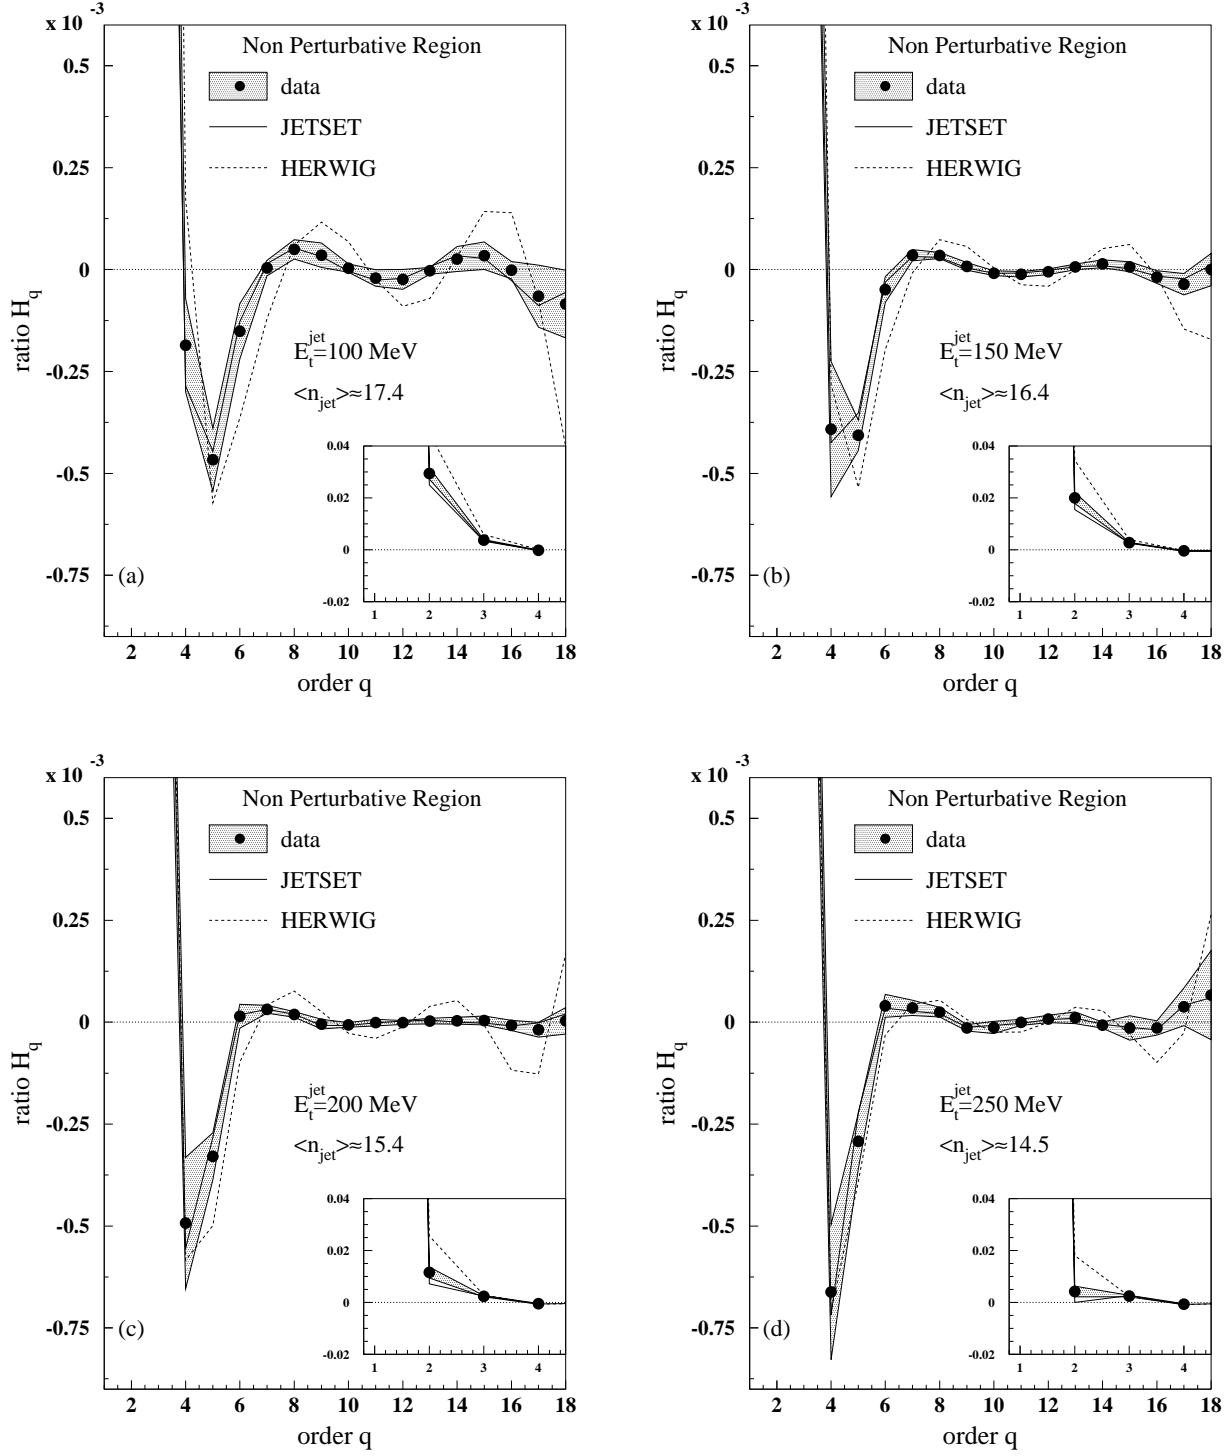 x 10 -3
Non Perturbative Region
data
JETSET
HERWIG
0.5
0.25
0
-0.25
-0.5
-0.75
ratio H_q
E_t^jet=100 MeV
<n_jet>≈17.4
0.04
0.02
0
-0.02
1 2 3 4
(a)
2 4 6 8 10 12 14 16 18
order q
x 10 -3
Non Perturbative Region
data
JETSET
HERWIG
0.5
0.25
0
-0.25
-0.5
-0.75
ratio H_q
E_t^jet=150 MeV
<n_jet>≈16.4
0.04
0.02
0
-0.02
1 2 3 4
(b)
2 4 6 8 10 12 14 16 18
order q
x 10 -3
Non Perturbative Region
data
JETSET
HERWIG
0.5
0.25
0
-0.25
-0.5
-0.75
ratio H_q
E_t^jet=200 MeV
<n_jet>≈15.4
0.04
0.02
0
-0.02
1 2 3 4
(c)
2 4 6 8 10 12 14 16 18
order q
x 10 -3
Non Perturbative Region
data
JETSET
HERWIG
0.5
0.25
0
-0.25
-0.5
-0.75
ratio H_q
E_t^jet=250 MeV
<n_jet>≈14.5
0.04
0.02
0
-0.02
1 2 3 4
(d)
2 4 6 8 10 12 14 16 18
order q